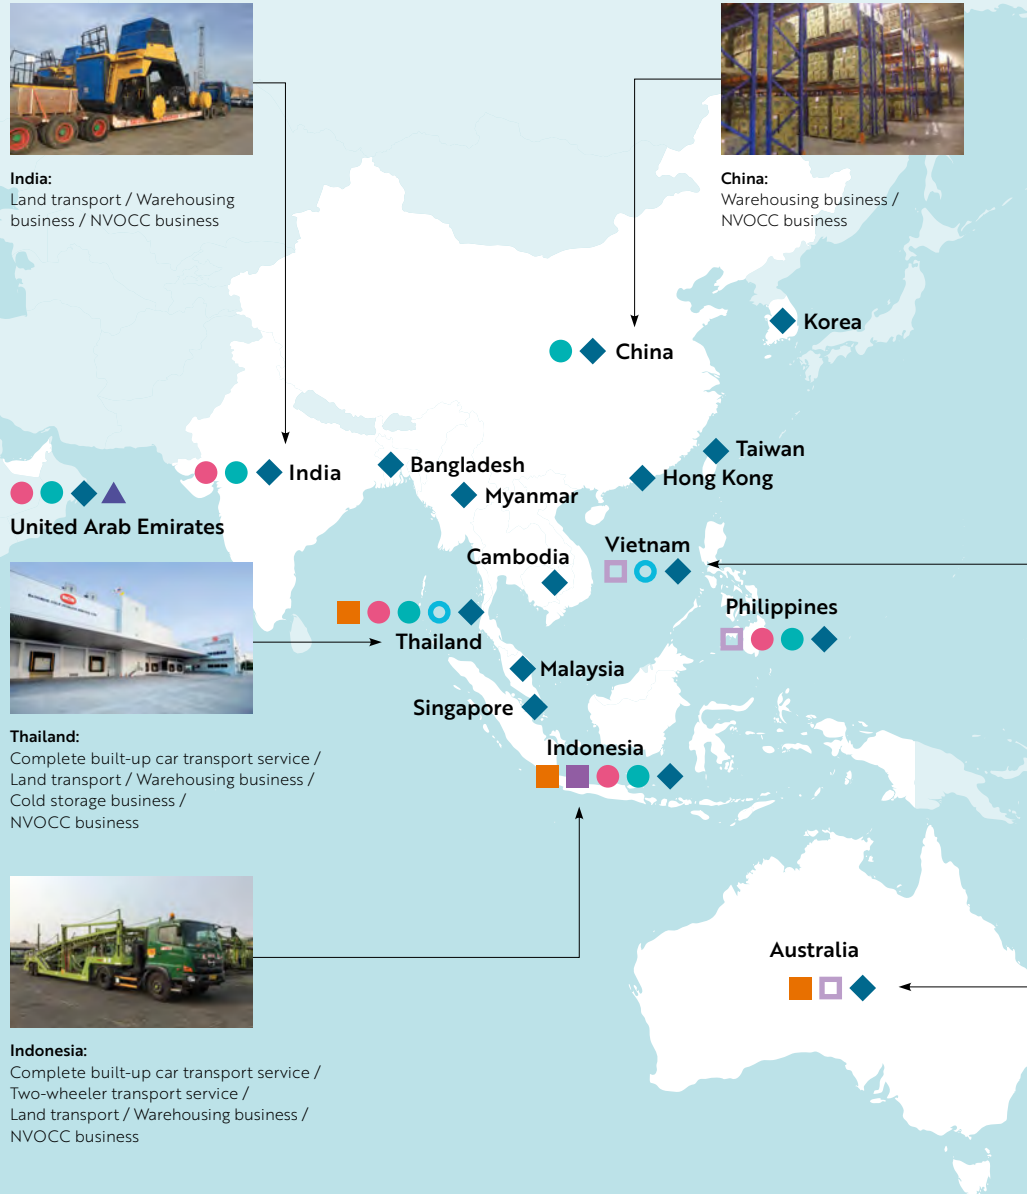 India:
Land transport / Warehousing
business / NVOCC business
China:
Warehousing business /
NVOCC business
Korea
China
Taiwan
Bangladesh
India
Hong Kong
Myanmar
United Arab Emirates
Vietnam
Cambodia
Philippines
Thailand
Malaysia
Singapore
Thailand:
Complete built-up car transport service /
Land transport / Warehousing business /
Cold storage business /
NVOCC business
Indonesia
Australia
Indonesia:
Complete built-up car transport service /
Two-wheeler transport service /
Land transport / Warehousing business /
NVOCC business